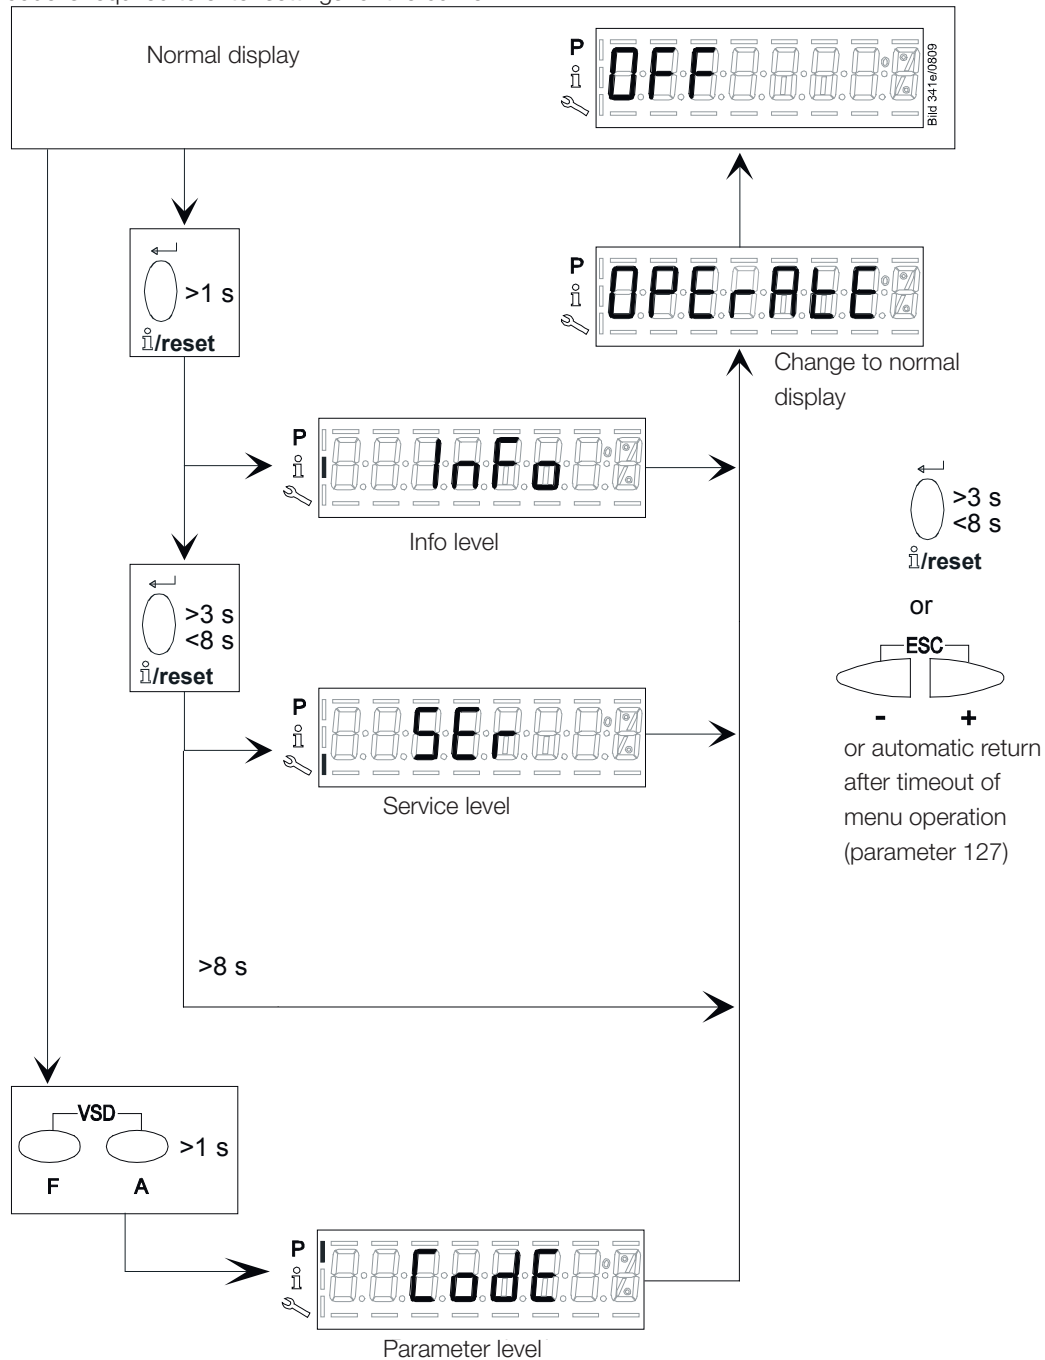 Normal display
P
i
OFF
Bild 341e/0809
>1 s
i/reset
P
i
OPErAtE
Change to normal
display
P
i
InFo
Info level
>3 s
<8 s
i/reset
>3 s
<8 s
i/reset
or
ESC
- +
or automatic return
after timeout of
menu operation
(parameter 127)
P
i
SEr
Service level
>8 s
VSD
>1 s
F A
P
i
CodE
Parameter level